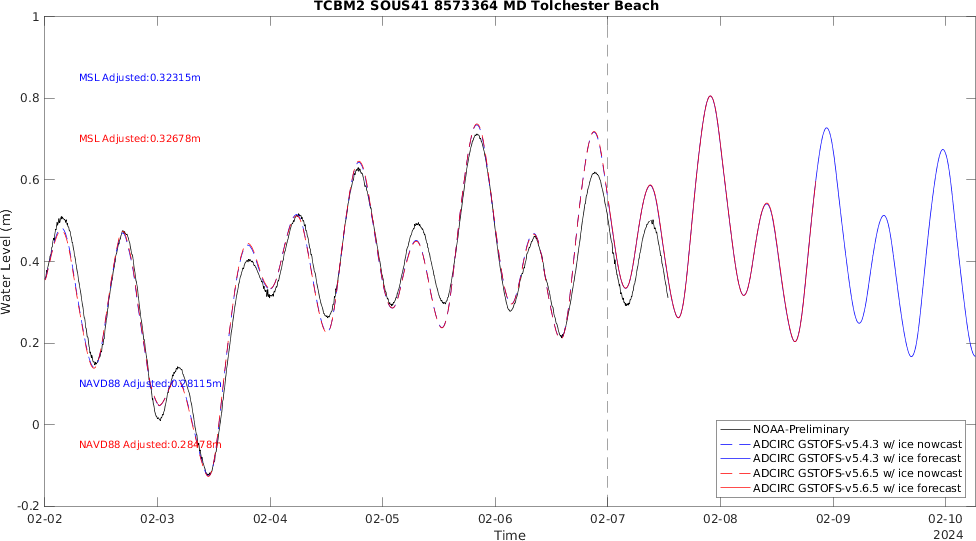 TCBM2 SOUS41 8573364 MD Tolchester Beach
1
0.8
0.6
0.4
0.2
0
-0.2
Water Level (m)
MSL Adjusted:0.32315m
MSL Adjusted:0.32678m
NAVD88 Adjusted:0.28115m
NAVD88 Adjusted:0.28478m
NOAA-Preliminary
ADCIRC GSTOFS-v5.4.3 w/ ice nowcast
ADCIRC GSTOFS-v5.4.3 w/ ice forecast
ADCIRC GSTOFS-v5.6.5 w/ ice nowcast
ADCIRC GSTOFS-v5.6.5 w/ ice forecast
02-02 02-03 02-04 02-05 02-06 02-07 02-08 02-09 02-10
Time
2024